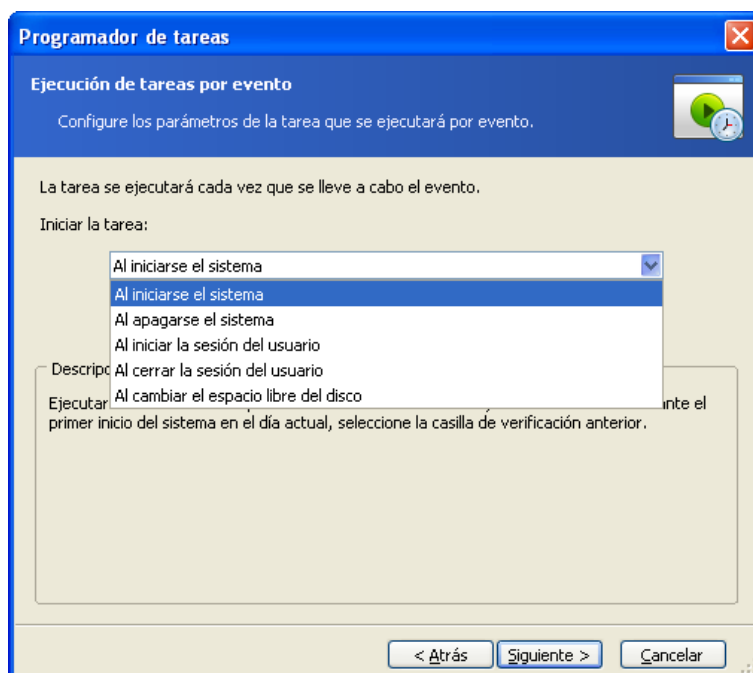 Programador de tareas
Ejecución de tareas por evento
Configure los parámetros de la tarea que se ejecutará por evento.
La tarea se ejecutará cada vez que se lleve a cabo el evento.
Iniciar la tarea:
Al iniciarse el sistema
Al iniciarse el sistema
Al apagarse el sistema
Al iniciar la sesión del usuario
Al cerrar la sesión del usuario
Al cambiar el espacio libre del disco
Ejecutar el
primer inicio del sistema en el día actual, seleccione la casilla de verificación anterior.
< Atrás
Siguiente >
Cancelar